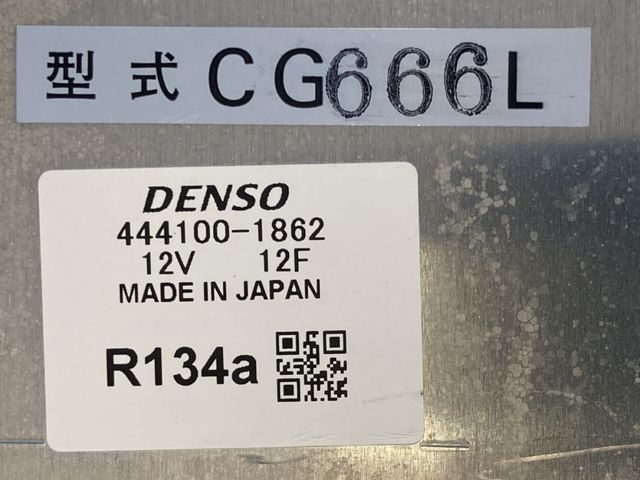 型式 CG666L
DENSO
444100-1862
12V 12F
MADE IN JAPAN
R134a